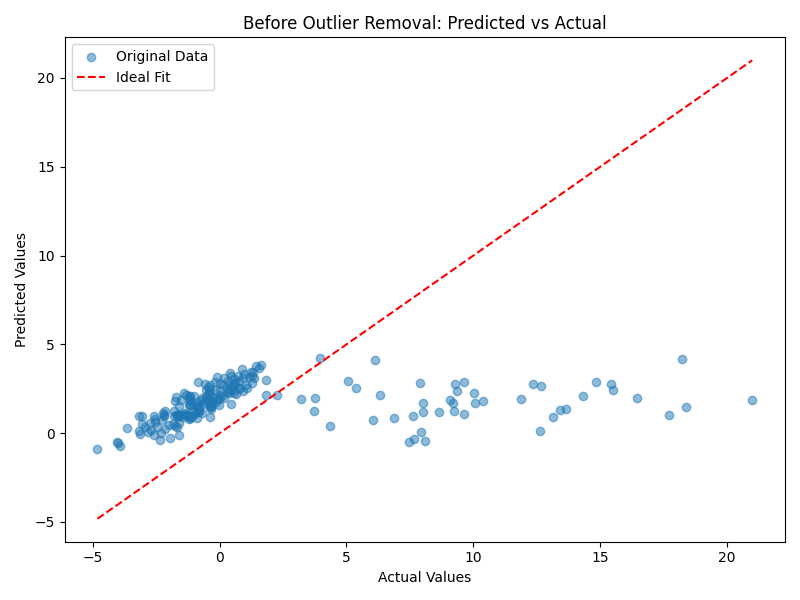 Before Outlier Removal: Predicted vs Actual
Original Data
Ideal Fit
20
15
10
5
0
−5
Predicted Values
−5
0
5
10
15
20
Actual Values